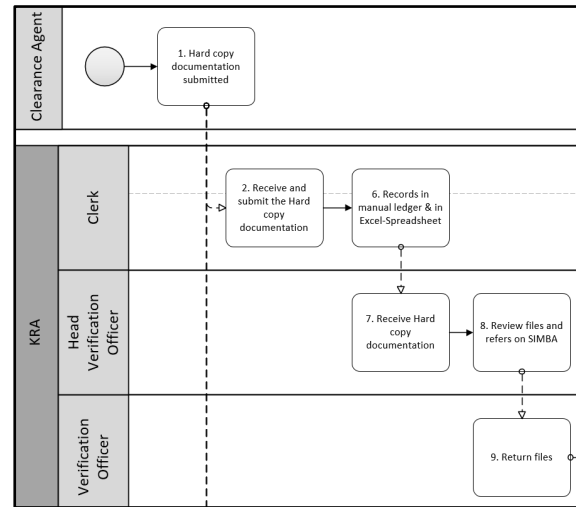 Clearance Agent
1. Hard copy
documentation
submitted
KRA
Clerk
2. Receive and
submit the Hard
copy
documentation
6. Records in
manual ledger & in
Excel-Spreadsheet
Head
Verification
Officer
7. Receive Hard
copy
documentation
8. Review files and
refers on SIMBA
Verification
Officer
9. Return files